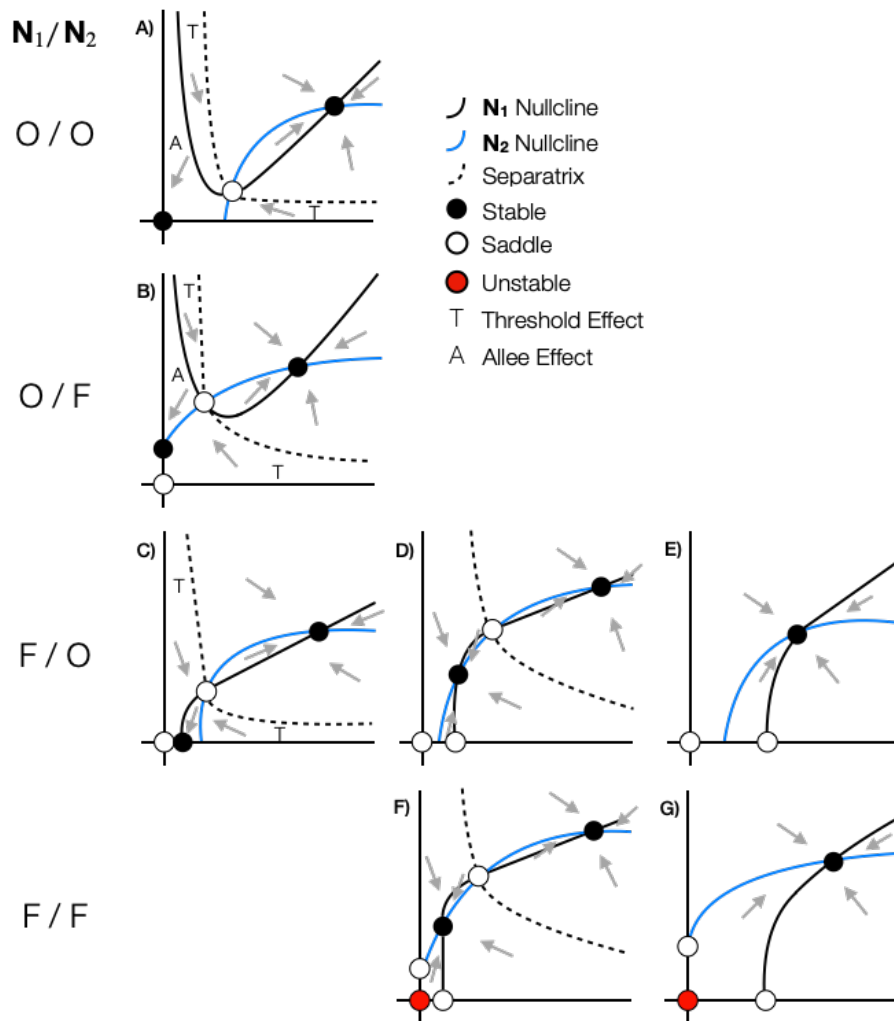 N₁/N₂
A)
T
A
T
O / O
N₁ Nullcline
N₂ Nullcline
Separatrix
Stable
Saddle
Unstable
T Threshold Effect
A Allee Effect
B)
T
A
T
O / F
C)
T
T
D)
E)
F / O
F)
G)
F / F